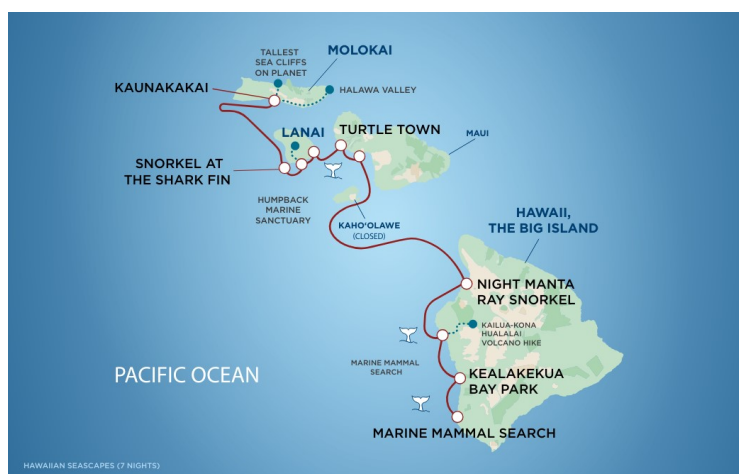 TALLEST
SEA CLIFFS
ON PLANET
MOLOKAI
KAUNAKAKAI
HALAWA VALLEY
LANAI
TURTLE TOWN
MAUI
SNORKEL AT
THE SHARK FIN
HUMPBACK
MARINE
SANCTUARY
KAHO'OLAWE
(CLOSED)
HAWAII,
THE BIG ISLAND
NIGHT MANTA
RAY SNORKEL
KAILUA-KONA
HUALALAI
VOLCANO HIKE
MARINE MAMMAL
SEARCH
KEALAKEKUA
BAY PARK
PACIFIC OCEAN
MARINE MAMMAL SEARCH
HAWAIIAN SEASCAPES (7 NIGHTS)